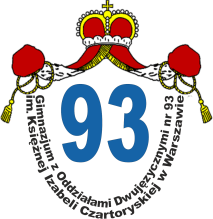 93
Gimnazjum z Oddziałami Dwujęzycznymi nr 93
im.Księżnej Izabeli Czartoryskiej w Warszawie